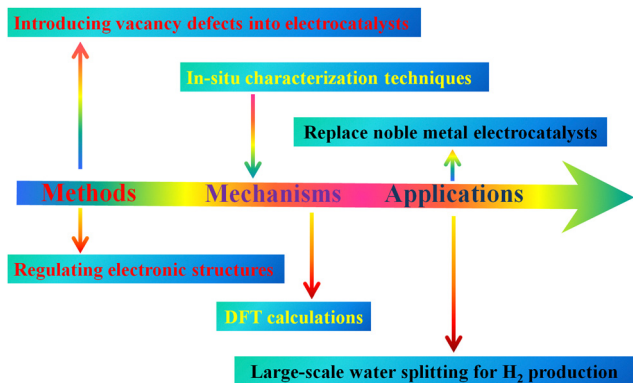 Introducing vacancy defects into electrocatalysts
In-situ characterization techniques
Replace noble metal electrocatalysts
Methods Mechanisms Applications
Regulating electronic structures
DFT calculations
Large-scale water splitting for H₂ production